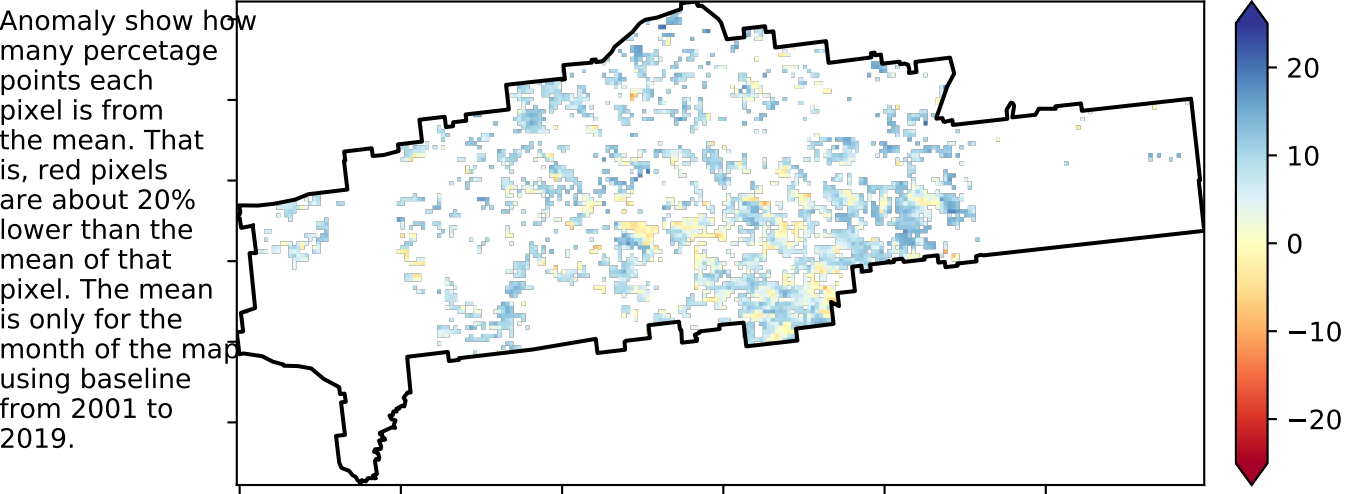 Anomaly show how
many percetage
points each
pixel is from
the mean. That
is, red pixels
are about 20%
lower than the
mean of that
pixel. The mean
is only for the
month of the map
using baseline
from 2001 to
2019.
20
10
0
−10
−20